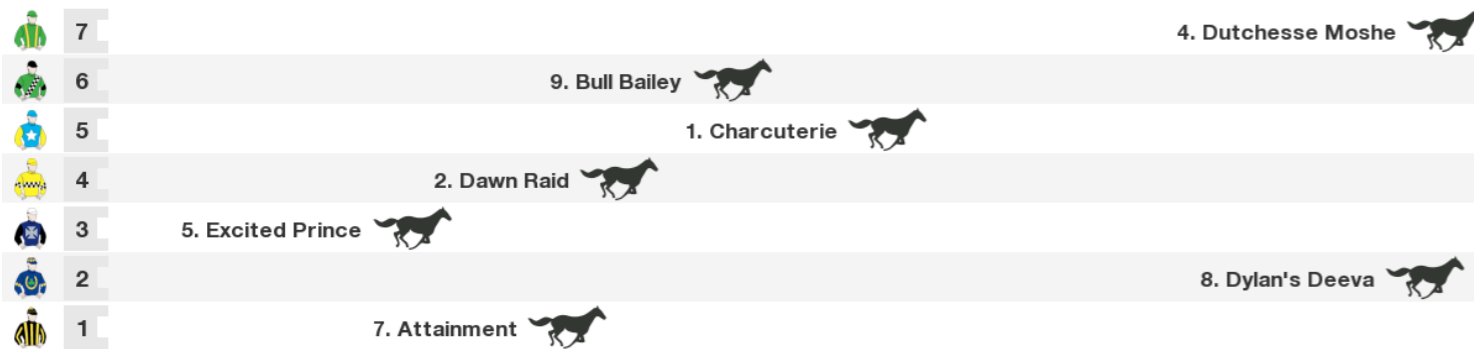 7 4. Dutchesse Moshe
6 9. Bull Bailey
5 1. Charcuterie
4 2. Dawn Raid
3 5. Excited Prince
2 8. Dylan's Deeva
1 7. Attainment